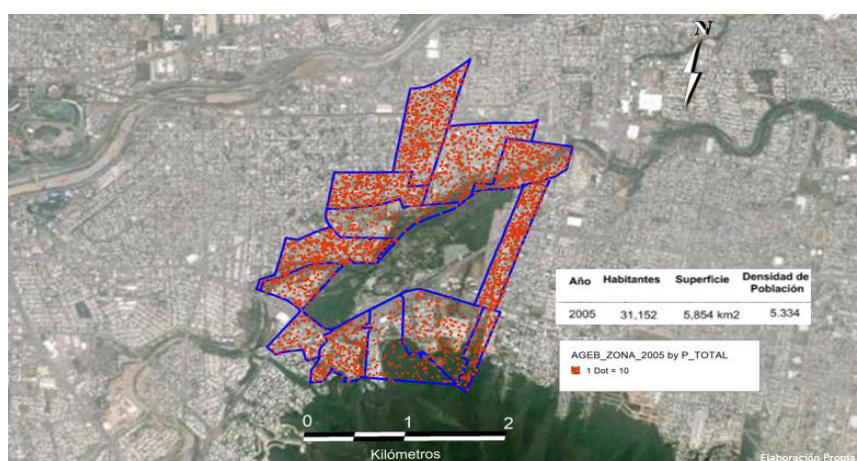 N
Año Habitantes Superficie Densidad de Población
2005 31,152 5,854 km2 5.334
AGEB_ZONA_2005 by P_TOTAL
1 Dot = 10
0 1 2
Kilómetros
Elaboración Propia